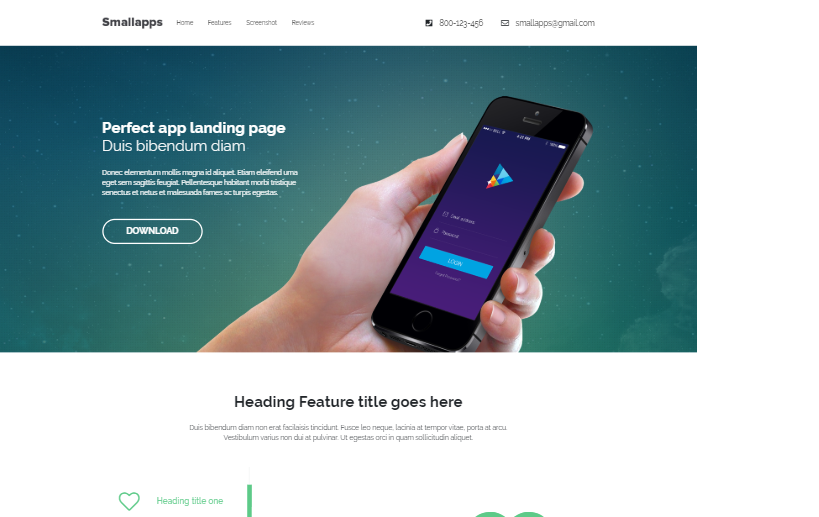 Smallapps Home Features Screenshot Reviews 800-123-456 smallapps@gmail.com
Perfect app landing page
Duis bibendum diam
Donec elementum mollis magna id aliquet. Etiam eleifend urna
eget sem sagittis feugiat. Pellentesque habitant morbi tristique
senectus et netus et malesuada fames ac turpis egestas.
DOWNLOAD
4:21 PM
Password
LOGIN
Forgot Password?
Heading Feature title goes here
Duis bibendum diam non erat facilaisis tincidunt. Fusce leo neque, lacinia at tempor vitae, porta at arcu.
Vestibulum varius non dui at pulvinar. Ut egestas orci in quam sollicitudin aliquet.
Heading title one